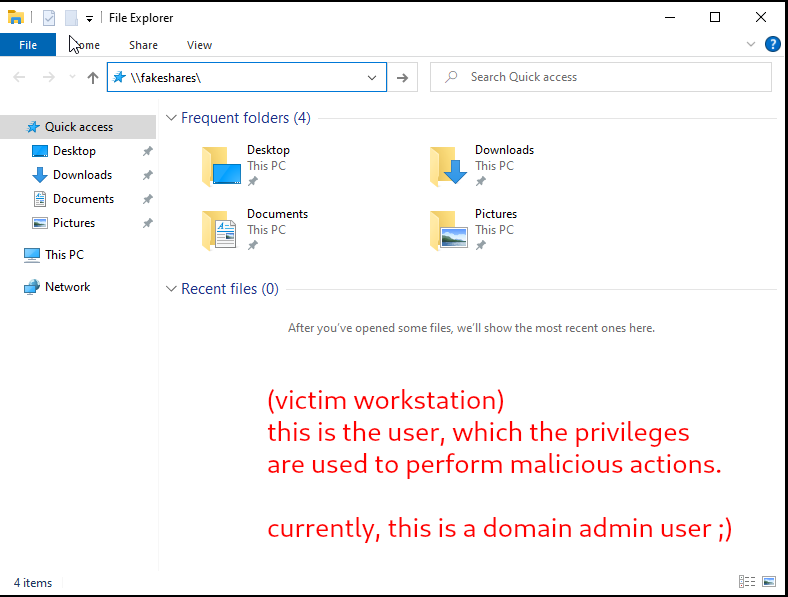 File Explorer
File
Home
Share
View
\\fakeshares\
Search Quick access
Quick access
Desktop
Downloads
Documents
Pictures
This PC
Network
Frequent folders (4)
Desktop
This PC
Downloads
This PC
Documents
This PC
Pictures
This PC
Recent files (0)
After you've opened some files, we'll show the most recent ones here.
(victim workstation)
this is the user, which the privileges
are used to perform malicious actions.
currently, this is a domain admin user ;)
4 items